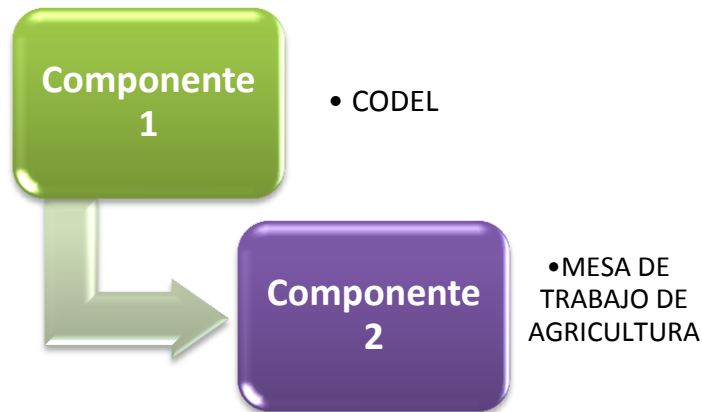 Componente
1
• CODEL
Componente
2
•MESA DE
TRABAJO DE
AGRICULTURA